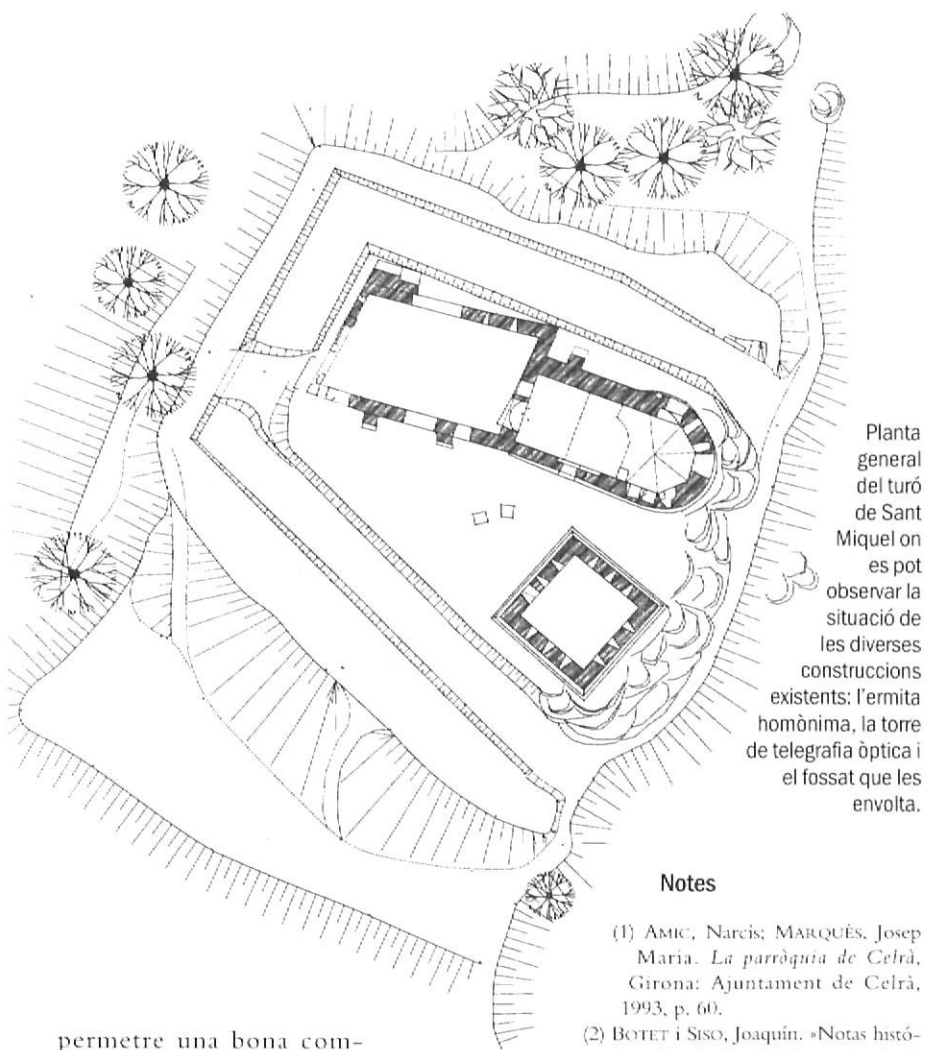 Planta
general
del turó
de Sant
Miquel on
es pot
observar la
situació de
les diverses
construccions
existents: l'ermita
homònima, la torre
de telegrafia òptica i
el fossat que les
envolta.
Notes
(1) AMIC, Narcís; MARQUÈS, Josep
Maria. La parròquia de Celrà,
Girona: Ajuntament de Celrà,
1993, p. 60.
(2) BOTET i SISO, Joaquín. «Notas histó-
permetre una bona com-